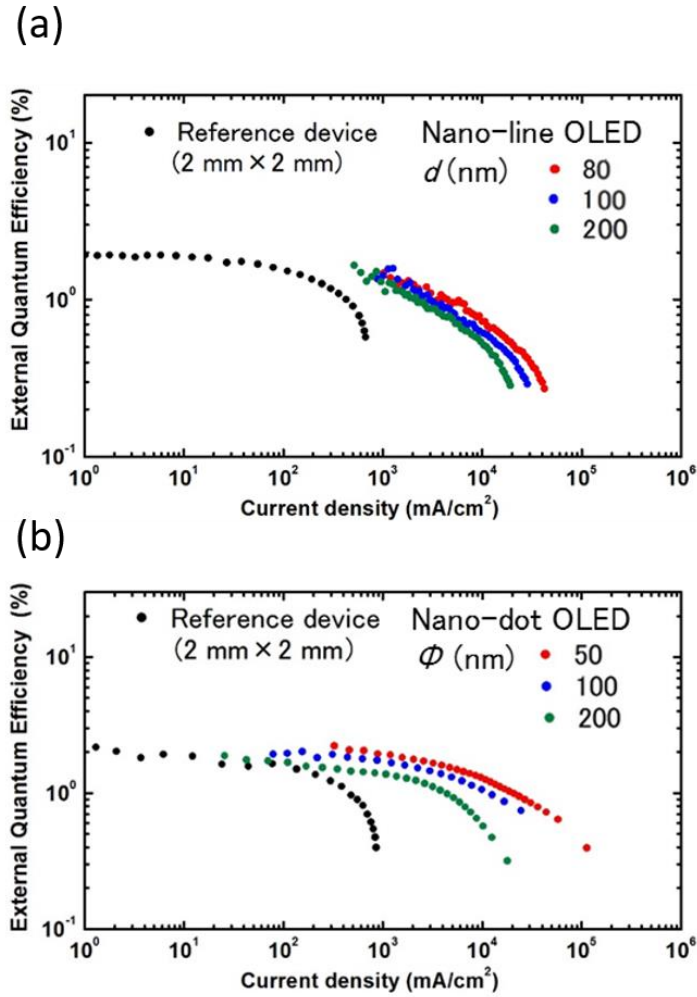 (a)
External Quantum Efficiency (%)
10¹
10⁰
10⁻¹
Reference device
(2 mm×2 mm)
Nano-line OLED
d (nm)
80
100
200
10⁰ 10¹ 10² 10³ 10⁴ 10⁵ 10⁶
Current density (mA/cm²)
(b)
External Quantum Efficiency (%)
10¹
10⁰
10⁻¹
Reference device
(2 mm×2 mm)
Nano-dot OLED
Φ (nm)
50
100
200
10⁰ 10¹ 10² 10³ 10⁴ 10⁵ 10⁶
Current density (mA/cm²)